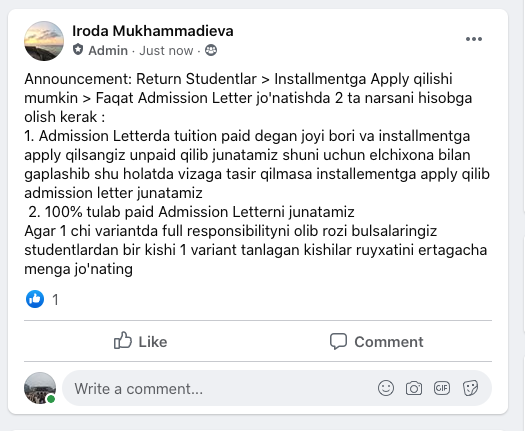 Iroda Mukhammadieva
Admin · Just now ·
Announcement: Return Studentlar > Installmentga Apply qilishi
mumkin > Faqat Admission Letter jo'natishda 2 ta narsani hisobga
olish kerak :
1. Admission Letterda tuition paid degan joyi bori va installmentga
apply qilsangiz unpaid qilib junatamiz shuni uchun elchixona bilan
gaplashib shu holatda vizaga tasir qilmasa installementga apply qilib
admission letter junatamiz
2. 100% tulab paid Admission Letterni junatamiz
Agar 1 chi variantda full responsibilityni olib rozi bulsalaringiz
studentlardan bir kishi 1 variant tanlagan kishilar ruyxatini ertagacha
menga jo'nating
1
Like Comment
Write a comment...
GIF